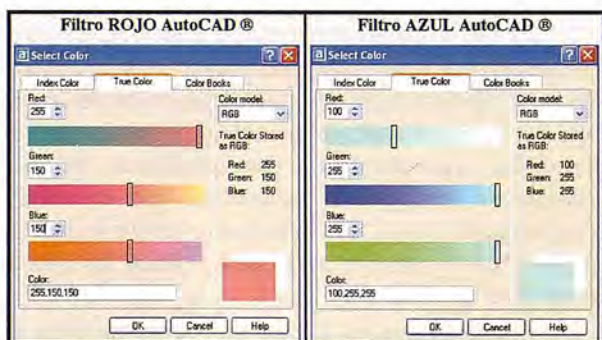 Filtro ROJO AutoCAD ®
Select Color
Index Color
True Color
Color Books
Red:
255
Color model:
RGB
True Color Stored
as RGB:
Red: 255
Green: 150
Blue: 150
Green:
150
Blue:
150
Color:
255,150,150
OK
Cancel
Help
Filtro AZUL AutoCAD ®
Select Color
Index Color
True Color
Color Books
Red:
100
Color model:
RGB
True Color Stored
as RGB:
Red: 100
Green: 255
Blue: 255
Green:
255
Blue:
255
Color:
100,255,255
OK
Cancel
Help